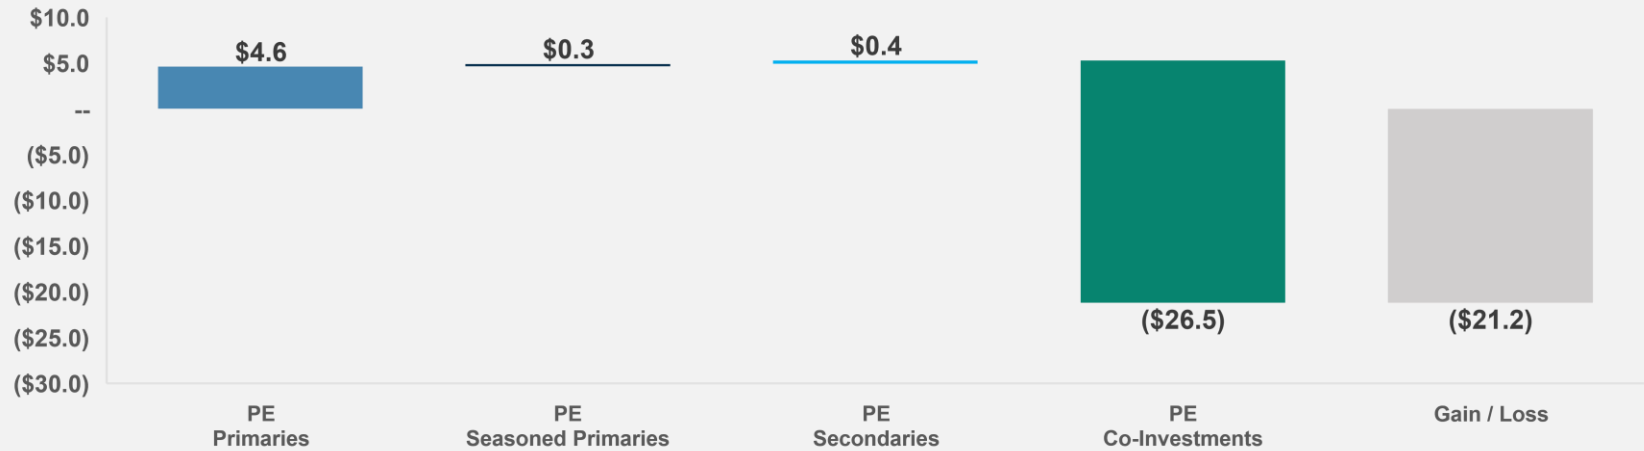 $10.0
$5.0
--
($5.0)
($10.0)
($15.0)
($20.0)
($25.0)
($30.0)
$4.6
$0.3
$0.4
($26.5)
($21.2)
PE
Primaries
PE
Seasoned Primaries
PE
Secondaries
PE
Co-Investments
Gain / Loss